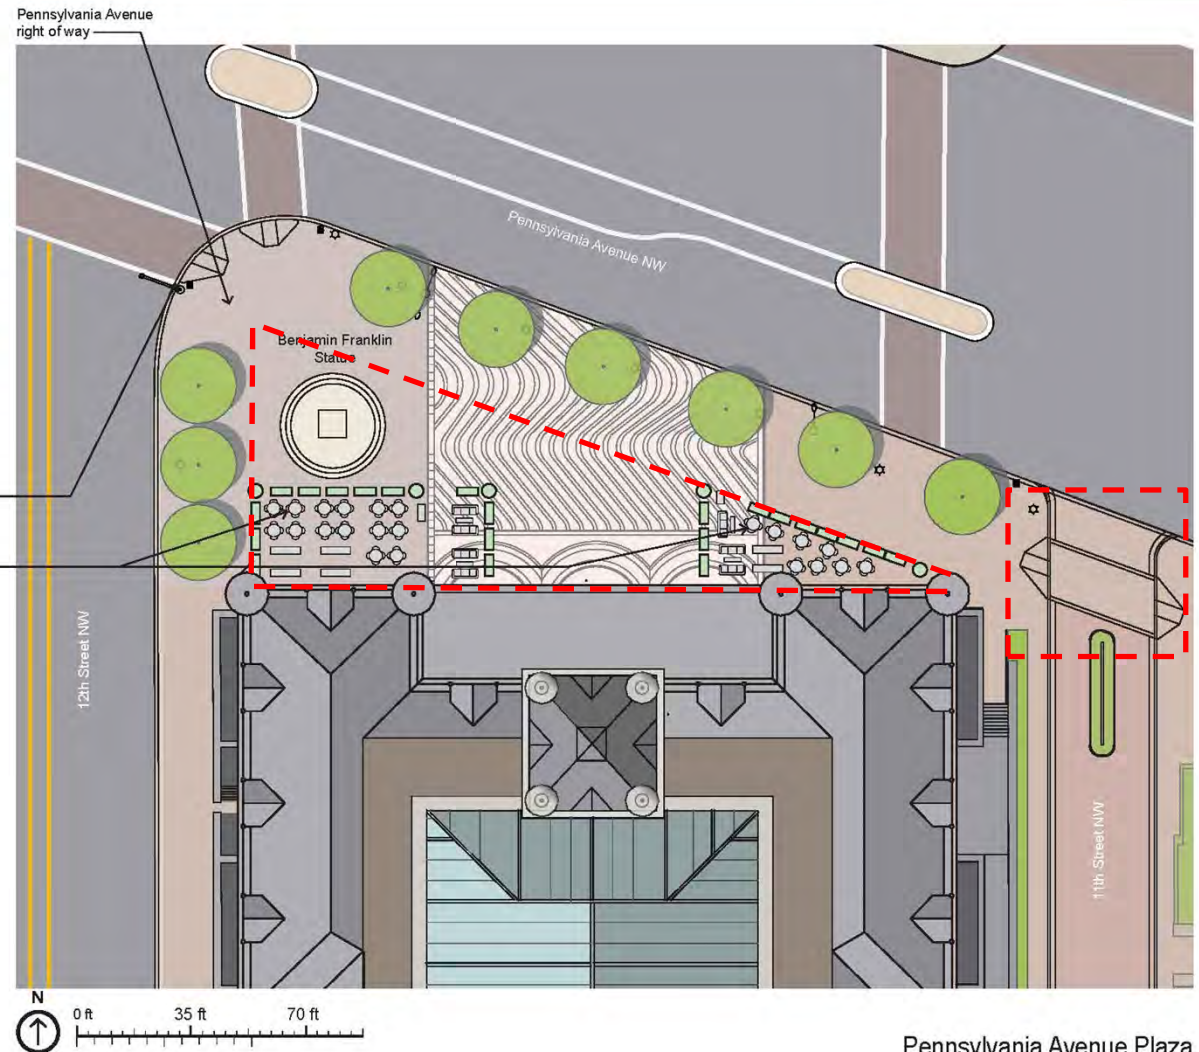 Pennsylvania Avenue
right of way
Pennsylvania Avenue NW
Benjamin Franklin
Statue
12th Street NW
11th Street NW
N
0 ft
35 ft
70 ft
Pennsylvania Avenue Plaza